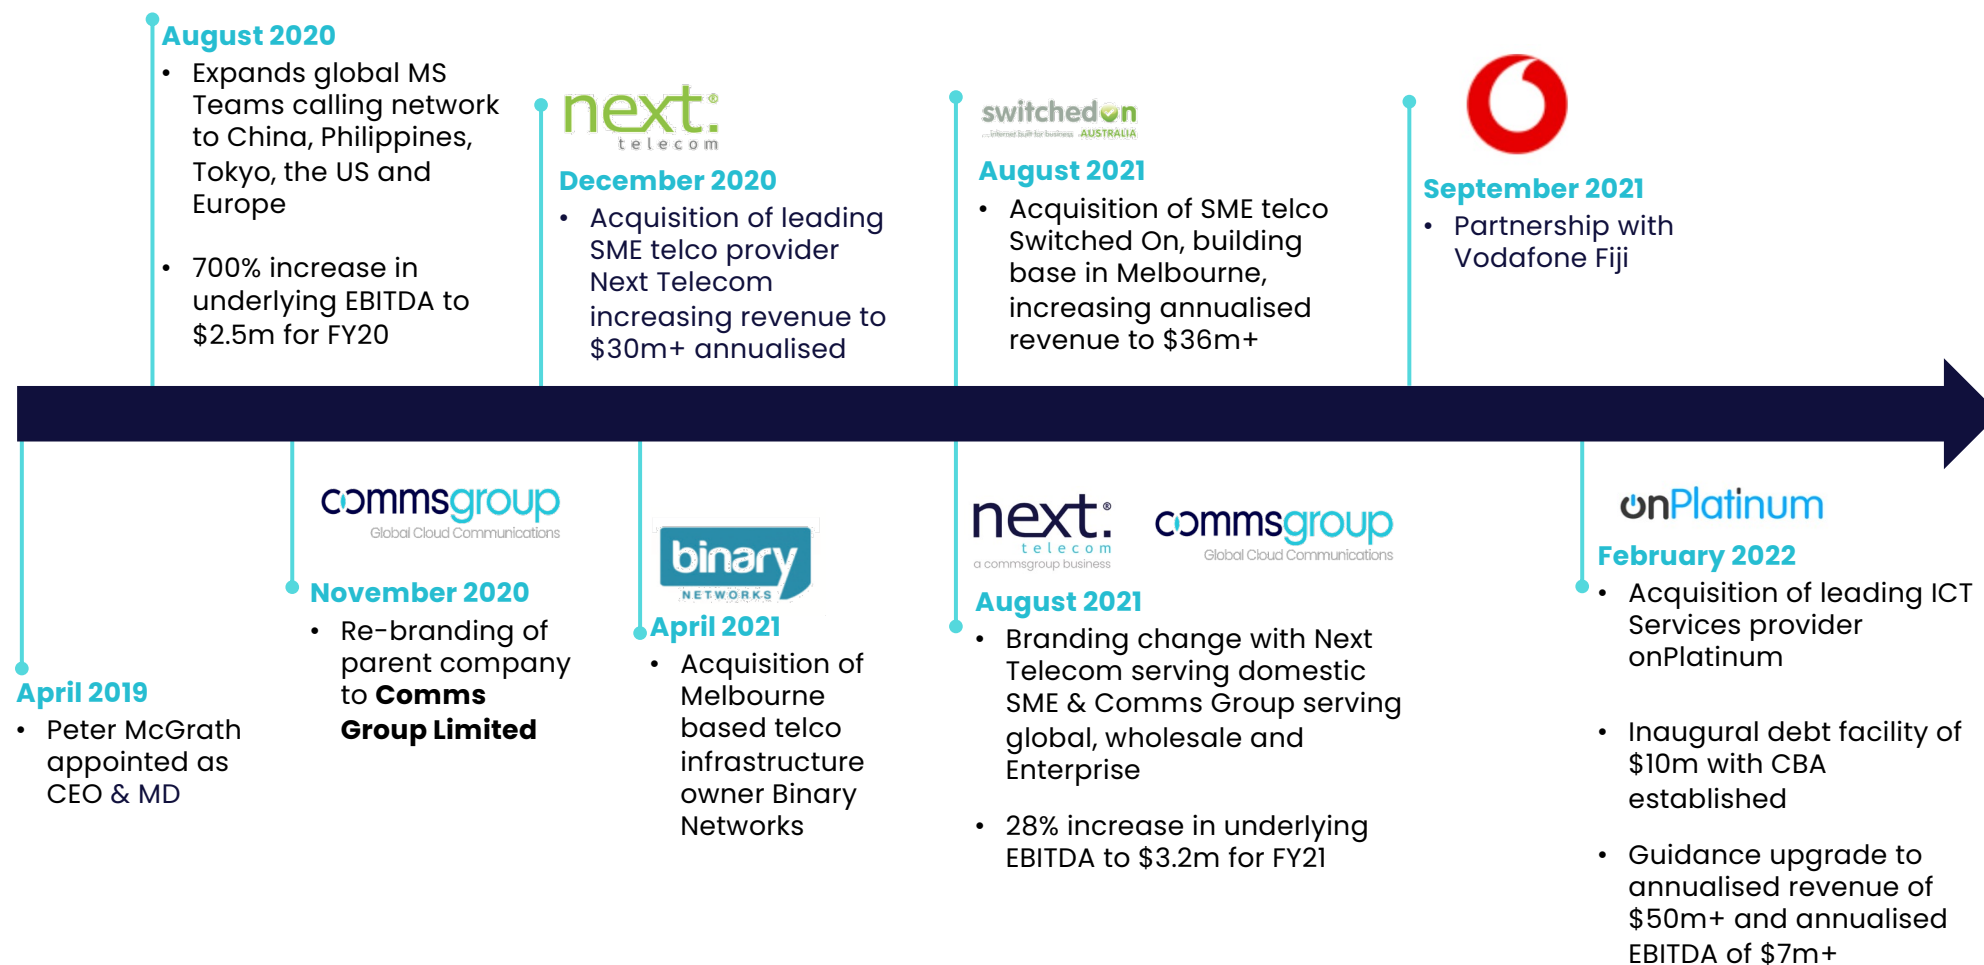 August 2020
• Expands global MS
Teams calling network
to China, Philippines,
Tokyo, the US and
Europe
• 700% increase in
underlying EBITDA to
$2.5m for FY20
next:®
telecom
December 2020
• Acquisition of leading
SME telco provider
Next Telecom
increasing revenue to
$30m+ annualised
switchedon
...internet built for business AUSTRALIA
August 2021
• Acquisition of SME telco
Switched On, building
base in Melbourne,
increasing annualised
revenue to $36m+
September 2021
• Partnership with
Vodafone Fiji
April 2019
• Peter McGrath
appointed as
CEO & MD
commsgroup
Global Cloud Communications
November 2020
• Re-branding of
parent company
to Comms
Group Limited
binary
NETWORKS
April 2021
• Acquisition of
Melbourne
based telco
infrastructure
owner Binary
Networks
next:®
telecom
a commsgroup business
commsgroup
Global Cloud Communications
August 2021
• Branding change with Next
Telecom serving domestic
SME & Comms Group serving
global, wholesale and
Enterprise
• 28% increase in underlying
EBITDA to $3.2m for FY21
onPlatinum
February 2022
• Acquisition of leading ICT
Services provider
onPlatinum
• Inaugural debt facility of
$10m with CBA
established
• Guidance upgrade to
annualised revenue of
$50m+ and annualised
EBITDA of $7m+